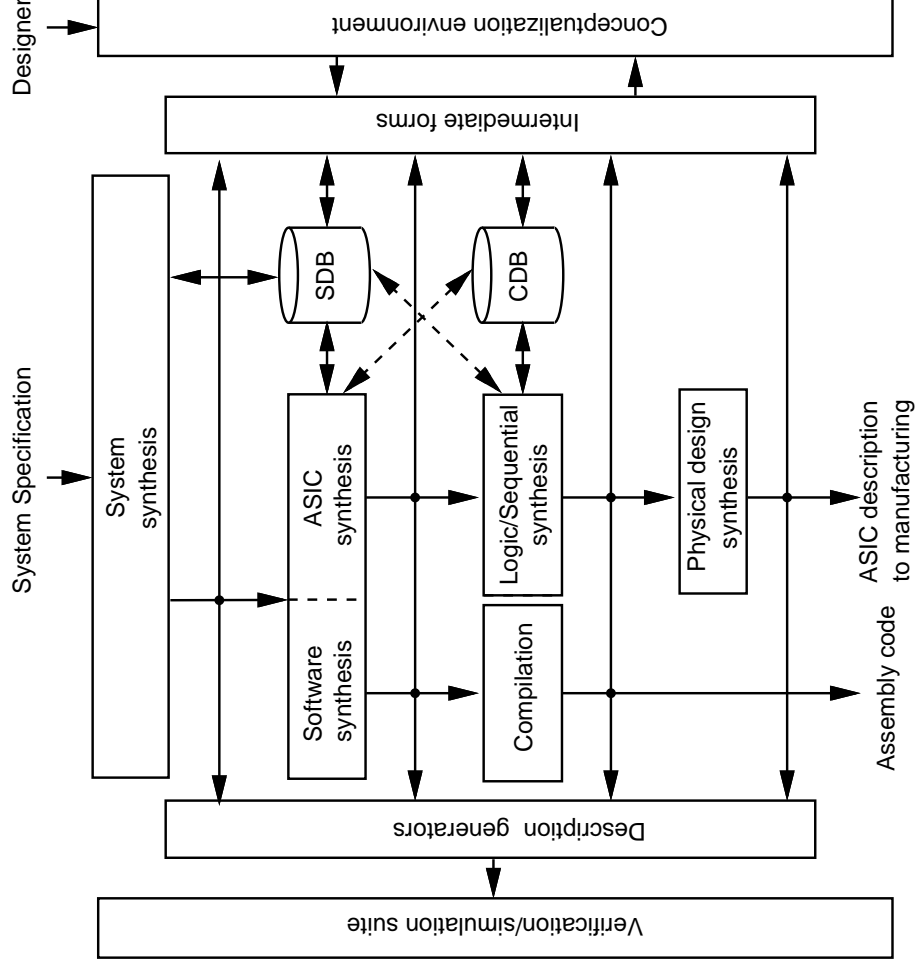 System Specification
Designer
System
synthesis
Conceptualization environment
Intermediate forms
SDB
CDB
Software
synthesis
ASIC
synthesis
Compilation
Logic/Sequential
synthesis
Physical design
synthesis
Description generators
Verification/simulation suite
Assembly code
ASIC description
to manufacturing